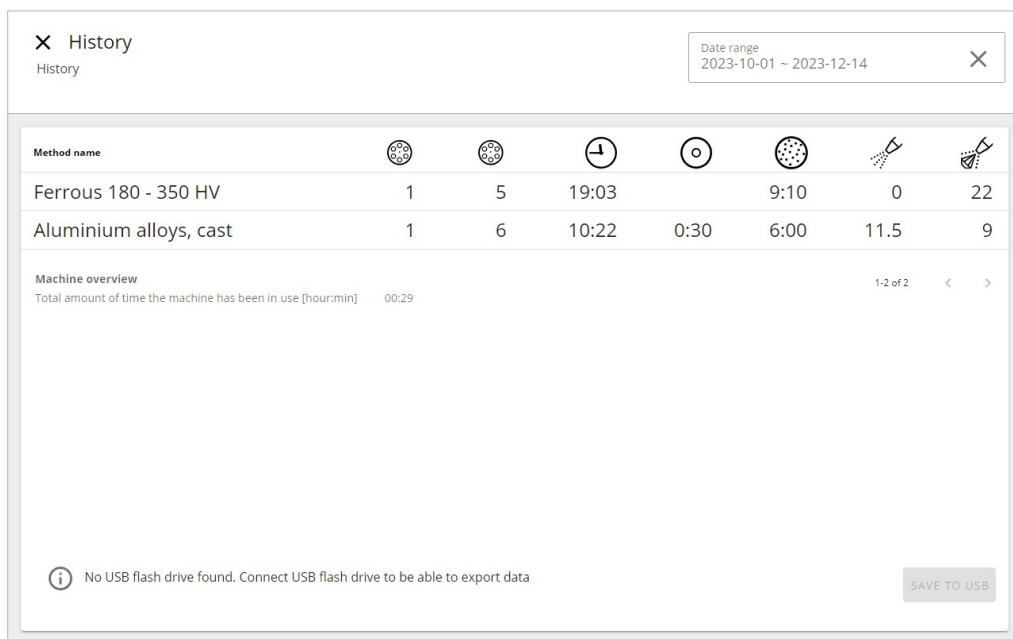 History
History
Date range
2023-10-01 ~ 2023-12-14
Method name
Ferrous 180 - 350 HV 1 5 19:03 9:10 0 22
Aluminium alloys, cast 1 6 10:22 0:30 6:00 11.5 9
Machine overview
1-2 of 2
Total amount of time the machine has been in use [hour:min] 00:29
No USB flash drive found. Connect USB flash drive to be able to export data
SAVE TO USB